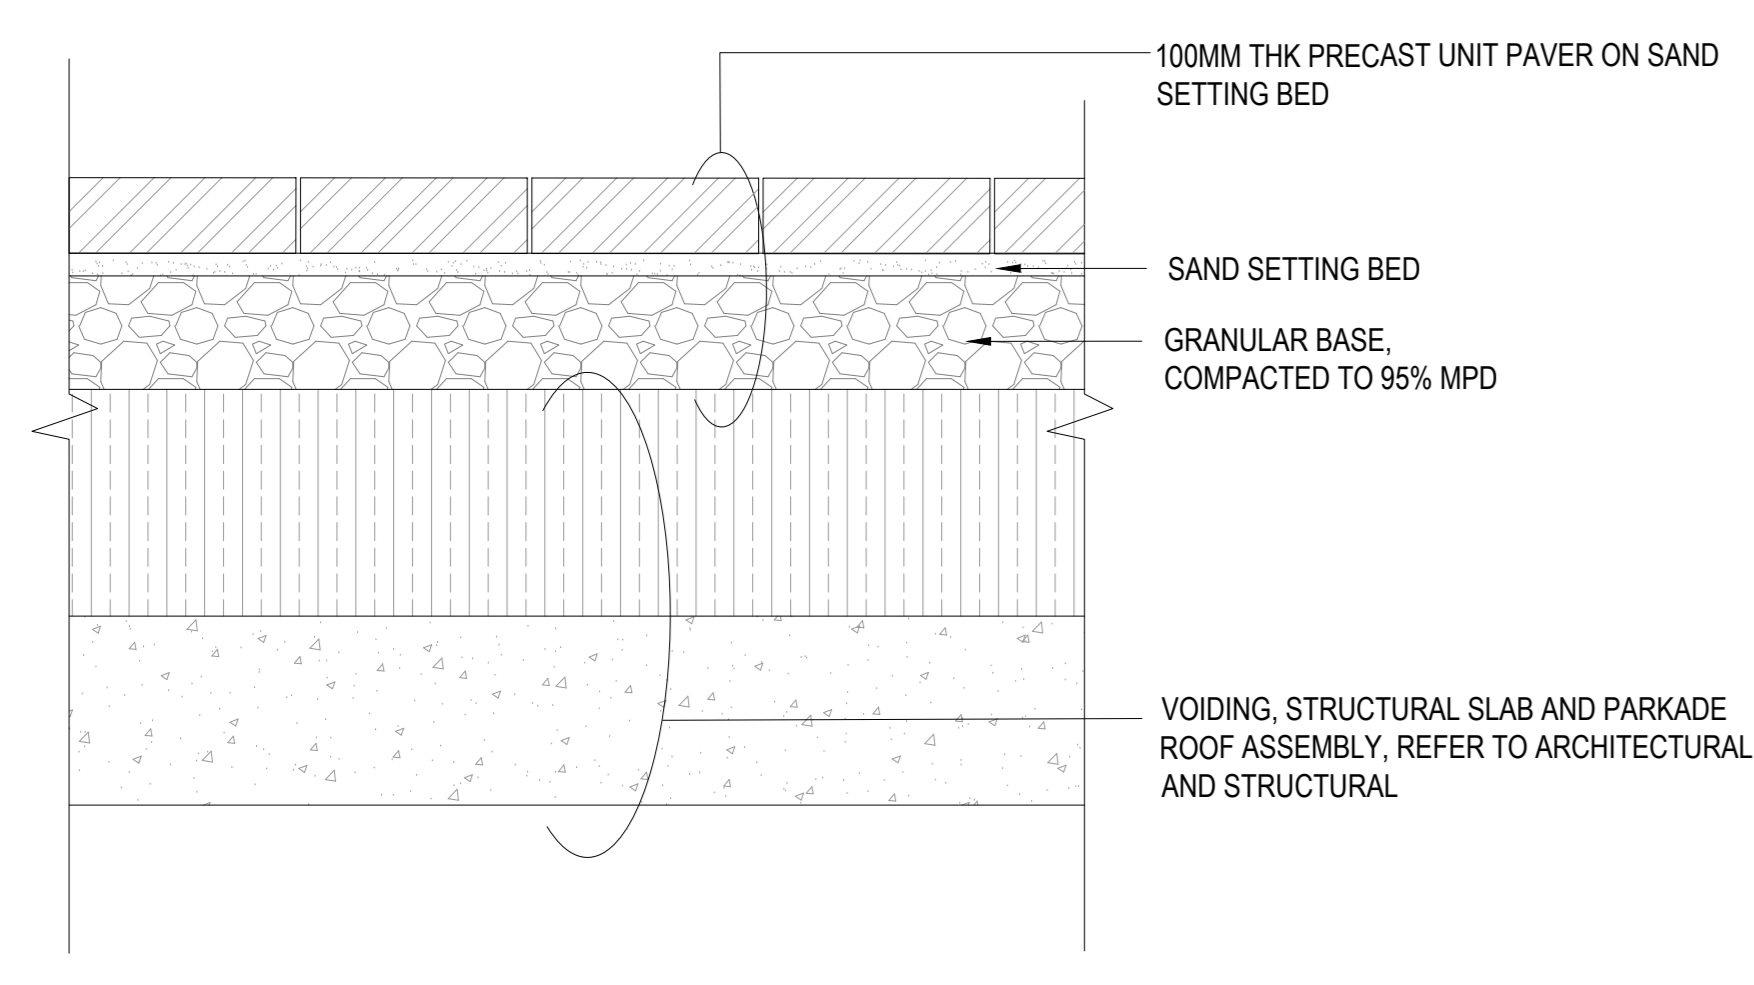 100MM THK PRECAST UNIT PAVER ON SAND
SETTING BED
SAND SETTING BED
GRANULAR BASE,
COMPACTED TO 95% MPD
VOIDING, STRUCTURAL SLAB AND PARKADE
ROOF ASSEMBLY, REFER TO ARCHITECTURAL
AND STRUCTURAL